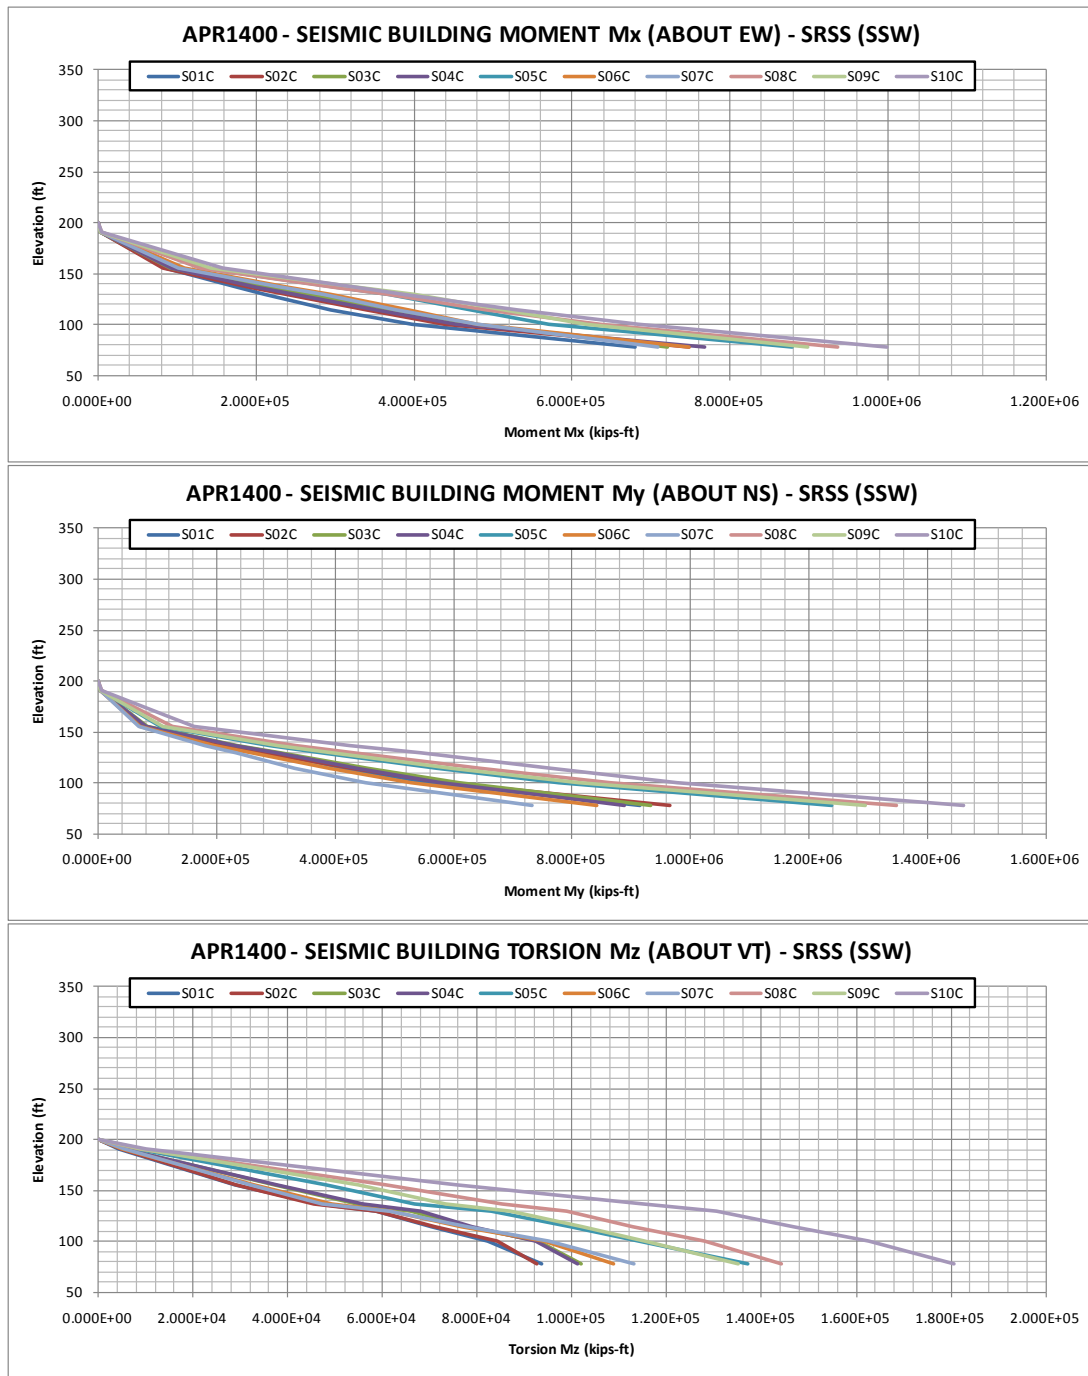 APR1400 - SEISMIC BUILDING MOMENT Mx (ABOUT EW) - SRSS (SSW)
S01C S02C S03C S04C S05C S06C S07C S08C S09C S10C
Elevation (ft)
350
300
250
200
150
100
50
0.000E+00 2.000E+05 4.000E+05 6.000E+05 8.000E+05 1.000E+06 1.200E+06
Moment Mx (kips-ft)
APR1400 - SEISMIC BUILDING MOMENT My (ABOUT NS) - SRSS (SSW)
S01C S02C S03C S04C S05C S06C S07C S08C S09C S10C
Elevation (ft)
350
300
250
200
150
100
50
0.000E+00 2.000E+05 4.000E+05 6.000E+05 8.000E+05 1.000E+06 1.200E+06 1.400E+06 1.600E+06
Moment My (kips-ft)
APR1400 - SEISMIC BUILDING TORSION Mz (ABOUT VT) - SRSS (SSW)
S01C S02C S03C S04C S05C S06C S07C S08C S09C S10C
Elevation (ft)
350
300
250
200
150
100
50
0.000E+00 2.000E+04 4.000E+04 6.000E+04 8.000E+04 1.000E+05 1.200E+05 1.400E+05 1.600E+05 1.800E+05 2.000E+05
Torsion Mz (kips-ft)